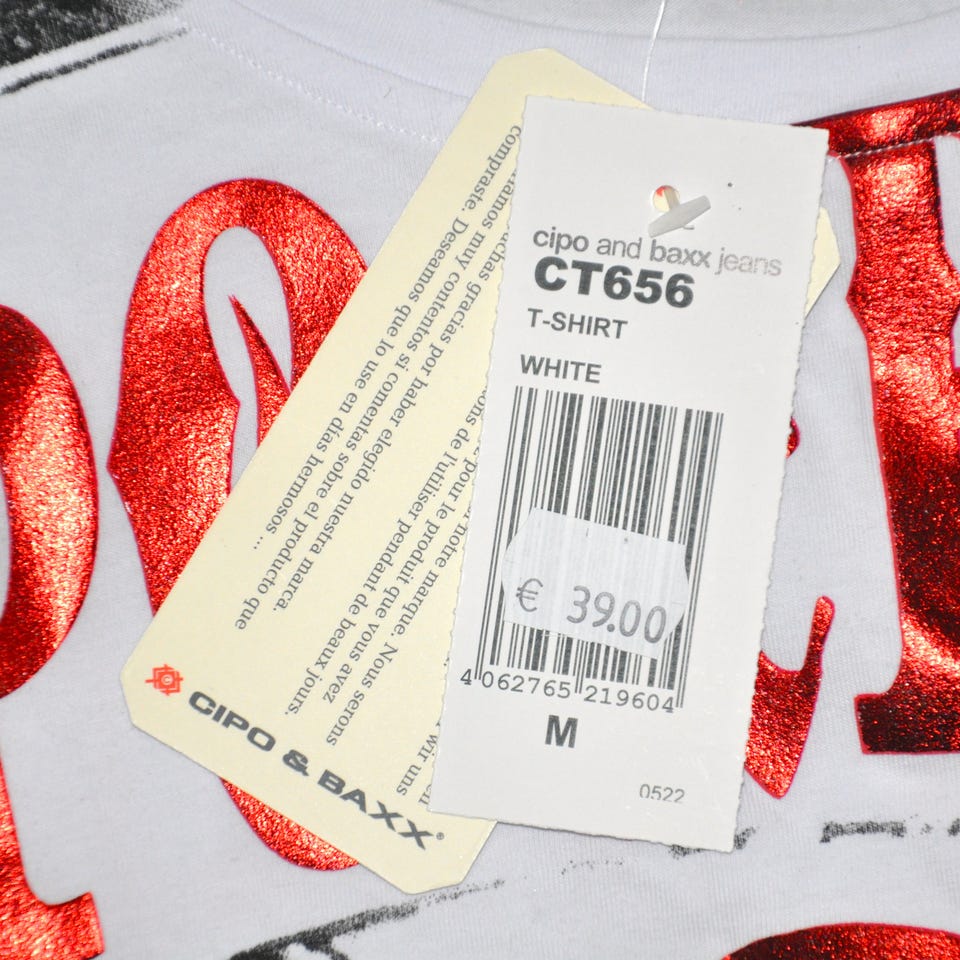 cipo and baxx jeans
CT656
T-SHIRT
WHITE
€ 39.00
4 062765 219604
M
0522
chas gracias por haber elegido nuestra marca.
muy contentos si comentas sobre el producto que
compraste. Deseamos que lo use en días hermosos ...
notre marque. Nous serons
pour le produit que vous avez
de l'utiliser pendant de beaux jours.
wir uns
CIPO & BAXX®